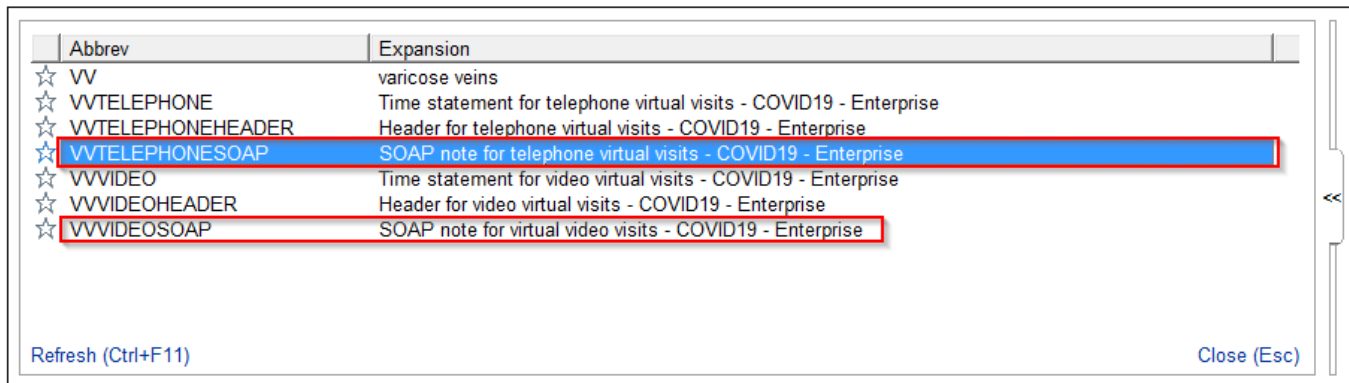 Abbrev Expansion
VV varicose veins
VVTELEPHONE Time statement for telephone virtual visits - COVID19 - Enterprise
VVTELEPHONEHEADER Header for telephone virtual visits - COVID19 - Enterprise
VVTELEPHONESOAP SOAP note for telephone virtual visits - COVID19 - Enterprise
VVVIDEO Time statement for video virtual visits - COVID19 - Enterprise
VVVIDEOHEADER Header for video virtual visits - COVID19 - Enterprise
VVVIDEOSOAP SOAP note for virtual video visits - COVID19 - Enterprise
<<
Refresh (Ctrl+F11) Close (Esc)